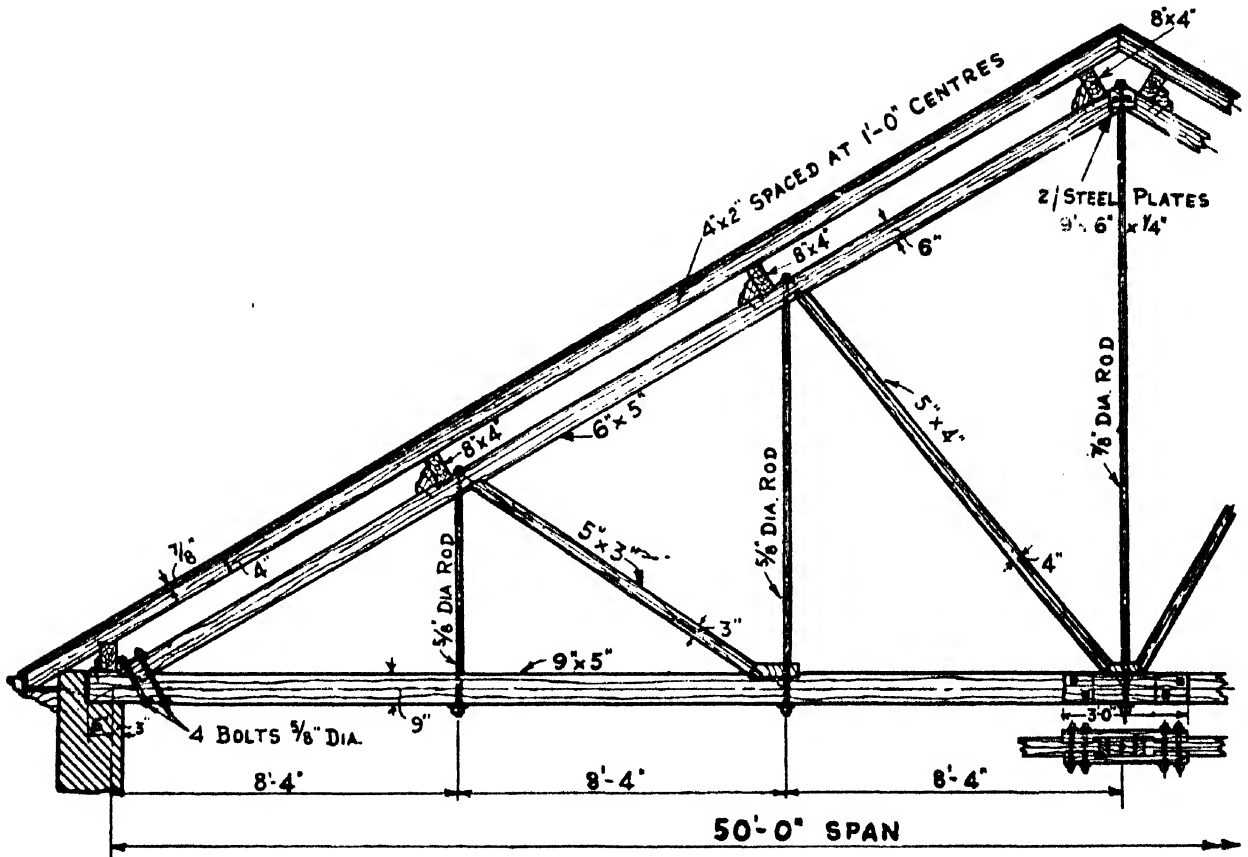 8"x4"
4"x2" SPACED AT 1'-0" CENTRES
2/STEEL PLATES
9"x 6" x 1/4"
8"x4"
6"
6"x5"
5"x4"
7/8" DIA. ROD
8"x4"
5/8" DIA ROD
5"x3"
7/8"
4"
5/8" DIA ROD
3"
4"
9"x5"
9"
3"
4 BOLTS 5/8" DIA.
3'-0"
8'-4"
8'-4"
8'-4"
50'-0" SPAN